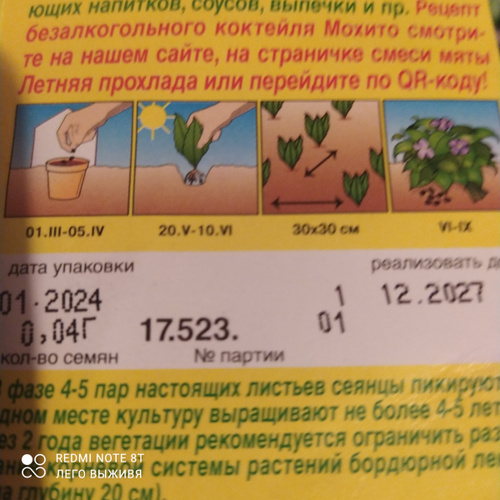 ющих напитков, соусов, выпечки и пр. Рецепт
безалкогольного коктейля Мохито смотри-
те на нашем сайте, на страничке смеси мяты
Летняя прохлада или перейдите по QR-коду!
01.III-05.IV 20.V-10.VI 30х30 см VI-IX
дата упаковки реализовать до
01.2024 1 12.2027
0,04г 17.523. 01
кол-во семян № партии
фазе 4-5 пар настоящих листьев сеянцы пикируют
одном месте культуру выращивают не более 4-5 лет
2 года вегетации рекомендуется ограничить раз
системы растений бордюрной лен
на глубину 20 см).
REDMI NOTE 8T
ЛЕГО ВЫЖИВЯ